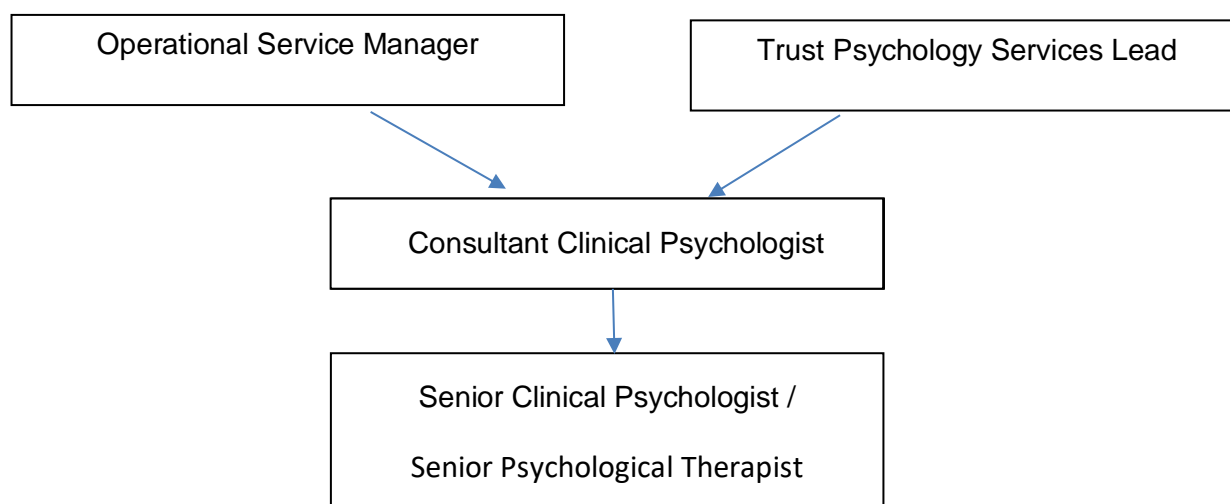 Operational Service Manager
Trust Psychology Services Lead
Consultant Clinical Psychologist
Senior Clinical Psychologist /
Senior Psychological Therapist